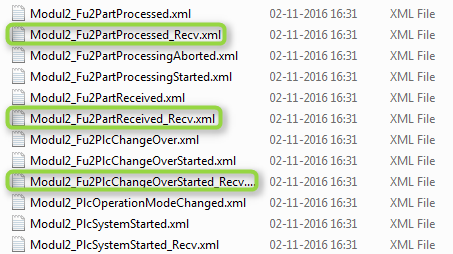 Modul2_Fu2PartProcessed.xml 02-11-2016 16:31 XML File
Modul2_Fu2PartProcessed_Recv.xml 02-11-2016 16:31 XML File
Modul2_Fu2PartProcessingAborted.xml 02-11-2016 16:31 XML File
Modul2_Fu2PartProcessingStarted.xml 02-11-2016 16:31 XML File
Modul2_Fu2PartReceived.xml 02-11-2016 16:31 XML File
Modul2_Fu2PartReceived_Recv.xml 02-11-2016 16:31 XML File
Modul2_Fu2PlcChangeOver.xml 02-11-2016 16:31 XML File
Modul2_Fu2PlcChangeOverStarted.xml 02-11-2016 16:31 XML File
Modul2_Fu2PlcChangeOverStarted_Recv... 02-11-2016 16:31 XML File
Modul2_PlcOperationModeChanged.xml 02-11-2016 16:31 XML File
Modul2_PlcSystemStarted.xml 02-11-2016 16:31 XML File
Modul2_PlcSystemStarted_Recv.xml 02-11-2016 16:31 XML File